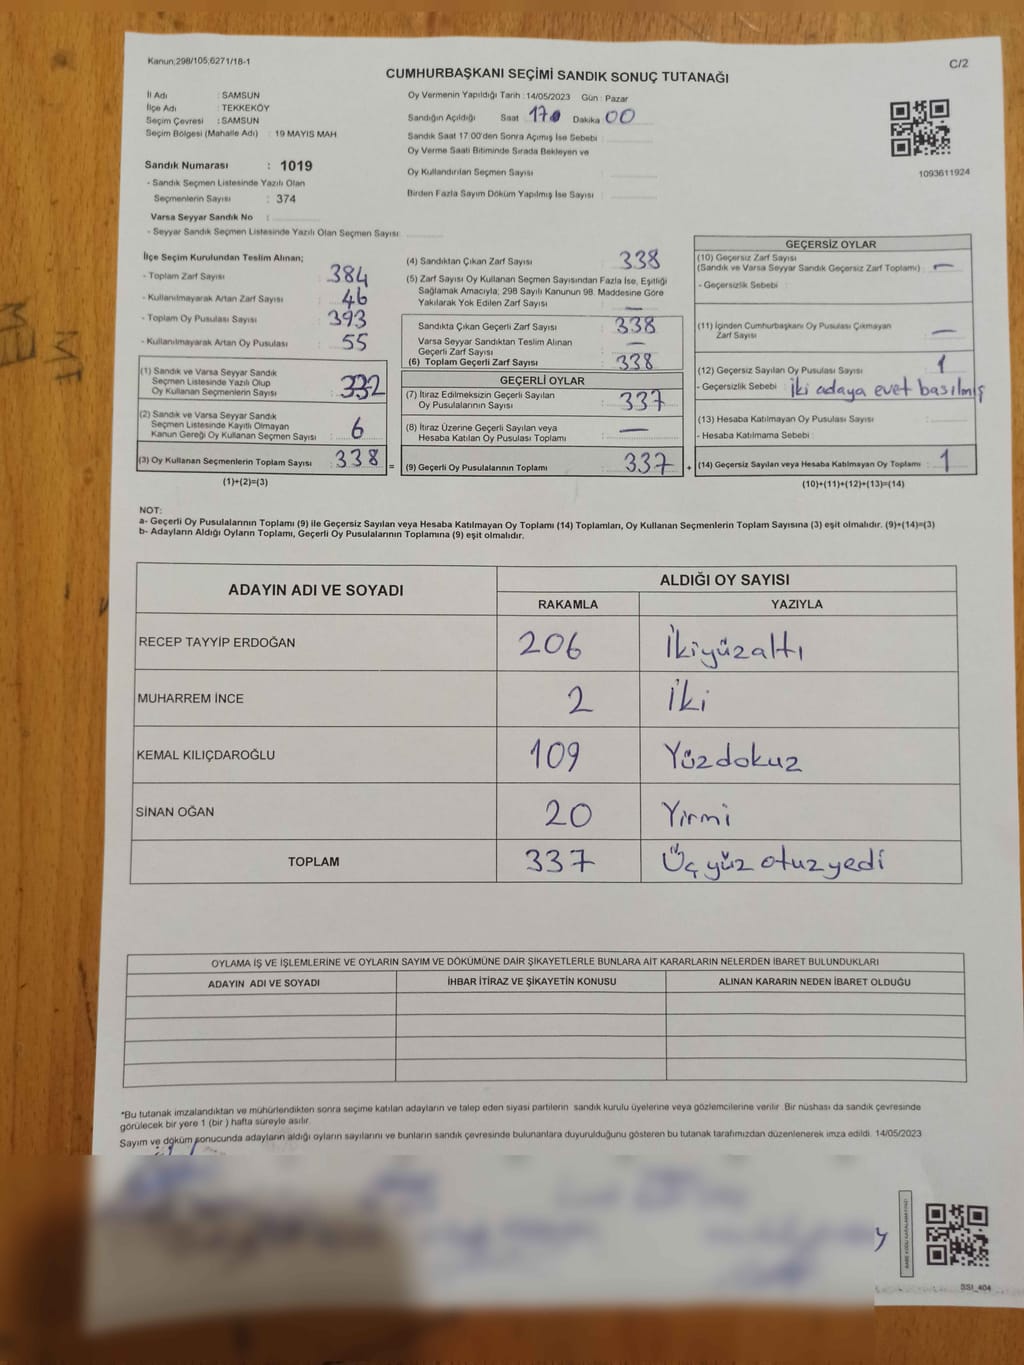 Kanun;298/105;6271/18-1
C/2
CUMHURBAŞKANI SEÇİMİ SANDIK SONUÇ TUTANAĞI
İl Adı : SAMSUN
İlçe Adı : TEKKEKÖY
Seçim Çevresi : SAMSUN
Seçim Bölgesi (Mahalle Adı) : 19 MAYIS MAH
Sandık Numarası : 1019
- Sandık Seçmen Listesinde Yazılı Olan
Seçmenlerin Sayısı : 374
Varsa Seyyar Sandık No :
- Seyyar Sandık Seçmen Listesinde Yazılı Olan Seçmen Sayısı:
Oy Vermenin Yapıldığı Tarih : 14/05/2023 Gün : Pazar
Sandığın Açıldığı Saat 17 Dakika 00
Sandık Saat 17:00'den Sonra Açılmış İse Sebebi :
Oy Verme Saati Bitiminde Sırada Bekleyen ve
Oy Kullandırılan Seçmen Sayısı :
Birden Fazla Sayım Döküm Yapılmış İse Sayısı :
1093611924
İlçe Seçim Kurulundan Teslim Alınan;
- Toplam Zarf Sayısı : 384
- Kullanılmayarak Artan Zarf Sayısı : 46
- Toplam Oy Pusulası Sayısı : 393
- Kullanılmayarak Artan Oy Pusulası : 55
(1) Sandık ve Varsa Seyyar Sandık
Seçmen Listesinde Yazılı Olup
Oy Kullanan Seçmenlerin Sayısı : 332
(2) Sandık ve Varsa Seyyar Sandık
Seçmen Listesinde Kayıtlı Olmayan
Kanun Gereği Oy Kullanan Seçmen Sayısı : 6
(3) Oy Kullanan Seçmenlerin Toplam Sayısı : 338
(1)+(2)=(3)
(4) Sandıktan Çıkan Zarf Sayısı : 338
(5) Zarf Sayısı Oy Kullanan Seçmen Sayısından Fazla İse, Eşitliği
Sağlamak Amacıyla; 298 Sayılı Kanunun 98. Maddesine Göre
Yakılarak Yok Edilen Zarf Sayısı : —
Sandıkta Çıkan Geçerli Zarf Sayısı : 338
Varsa Seyyar Sandıktan Teslim Alınan
Geçerli Zarf Sayısı : —
(6) Toplam Geçerli Zarf Sayısı : 338
GEÇERLİ OYLAR
(7) İtiraz Edilmeksizin Geçerli Sayılan
Oy Pusulalarının Sayısı : 337
(8) İtiraz Üzerine Geçerli Sayılan veya
Hesaba Katılan Oy Pusulası Toplamı : —
= (9) Geçerli Oy Pusulalarının Toplamı : 337
GEÇERSİZ OYLAR
(10) Geçersiz Zarf Sayısı
(Sandık ve Varsa Seyyar Sandık Geçersiz Zarf Toplamı) : —
- Geçersizlik Sebebi :
(11) İçinden Cumhurbaşkanı Oy Pusulası Çıkmayan
Zarf Sayısı : —
(12) Geçersiz Sayılan Oy Pusulası Sayısı : 1
- Geçersizlik Sebebi : İki adaya evet basılmış
(13) Hesaba Katılmayan Oy Pusulası Sayısı :
- Hesaba Katılmama Sebebi :
+ (14) Geçersiz Sayılan veya Hesaba Katılmayan Oy Toplamı : 1
(10)+(11)+(12)+(13)=(14)
NOT:
a- Geçerli Oy Pusulalarının Toplamı (9) ile Geçersiz Sayılan veya Hesaba Katılmayan Oy Toplamı (14) Toplamları, Oy Kullanan Seçmenlerin Toplam Sayısına (3) eşit olmalıdır. (9)+(14)=(3)
b- Adayların Aldığı Oyların Toplamı, Geçerli Oy Pusulalarının Toplamına (9) eşit olmalıdır.
ADAYIN ADI VE SOYADI
ALDIĞI OY SAYISI
RAKAMLA YAZIYLA
RECEP TAYYİP ERDOĞAN 206 İkiyüzaltı
MUHARREM İNCE 2 İki
KEMAL KILIÇDAROĞLU 109 Yüzdokuz
SİNAN OĞAN 20 Yirmi
TOPLAM 337 Üçyüzotuzyedi
OYLAMA İŞ VE İŞLEMLERİNE VE OYLARIN SAYIM VE DÖKÜMÜNE DAİR ŞİKAYETLERLE BUNLARA AİT KARARLARIN NELERDEN İBARET BULUNDUKLARI
ADAYIN ADI VE SOYADI İHBAR İTİRAZ VE ŞİKAYETİN KONUSU ALINAN KARARIN NEDEN İBARET OLDUĞU
*Bu tutanak imzalandıktan ve mühürlendikten sonra seçime katılan adayların ve talep eden siyasi partilerin sandık kurulu üyelerine veya gözlemcilerine verilir. Bir nüshası da sandık çevresinde
görülecek bir yere 1 (bir) hafta süreyle asılır.
Sayım ve döküm sonucunda adayların aldığı oyların sayılarını ve bunların sandık çevresinde bulunanlara duyurulduğunu gösteren bu tutanak tarafımızdan düzenlenerek imza edildi. 14/05/2023